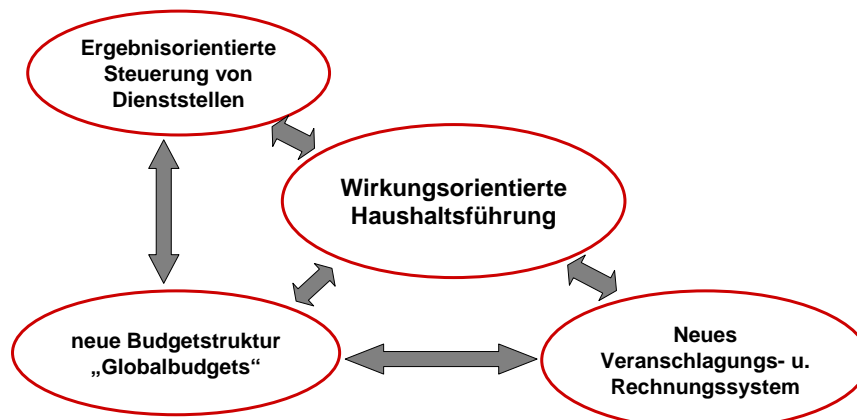 Ergebnisorientierte
Steuerung von
Dienststellen
Wirkungsorientierte
Haushaltsführung
neue Budgetstruktur
„Globalbudgets“
Neues
Veranschlagungs- u.
Rechnungssystem